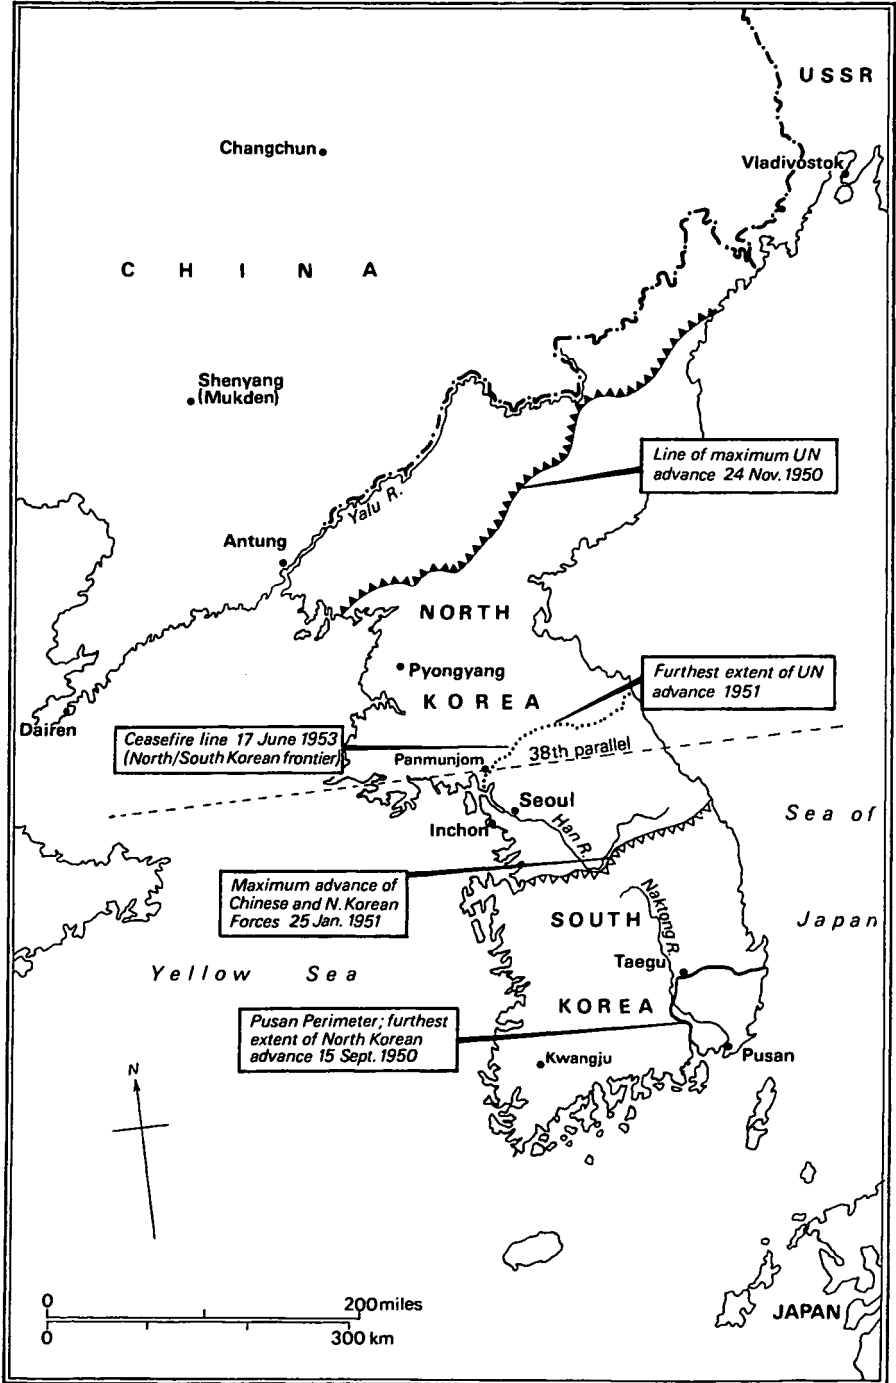 USSR
Changchun
Vladivostok
CHINA
Shenyang
(Mukden)
Line of maximum UN
advance 24 Nov. 1950
Yalu R.
Antung
NORTH
Pyongyang
Furthest extent of UN
advance 1951
KOREA
Dairen
Ceasefire line 17 June 1953
(North/South Korean frontier)
Panmunjom
38th parallel
Seoul
Sea of
Inchon
Han R.
Maximum advance of
Chinese and N. Korean
Forces 25 Jan. 1951
Naktong R.
SOUTH
Japan
Taegu
Yellow Sea
KOREA
Pusan Perimeter; furthest
extent of North Korean
advance 15 Sept. 1950
Kwangju
Pusan
N
0 200 miles
0 300 km
JAPAN